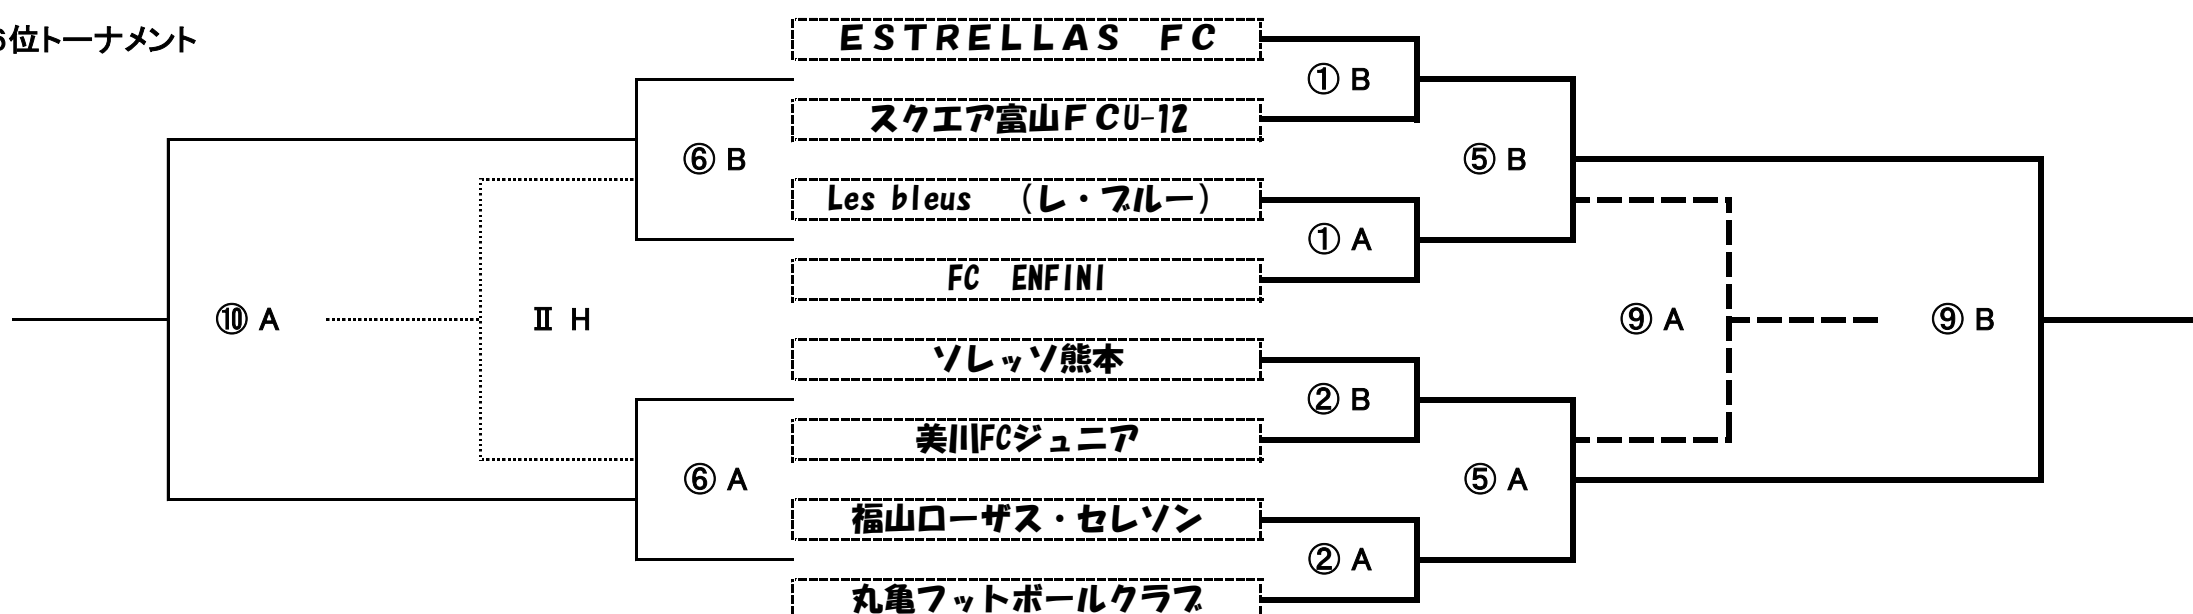 6位トーナメント
ＥＳＴＲＥＬＬＡＳ　ＦＣ
① B
スクエア富山ＦＣU-12
⑥ B
⑤ B
Les bleus　（レ・ブルー）
① A
FC　ENFINI
⑩ A
Ⅱ H
⑨ A
⑨ B
ソレッソ熊本
② B
美川FCジュニア
⑥ A
⑤ A
福山ローザス・セレソン
② A
丸亀フットボールクラブ